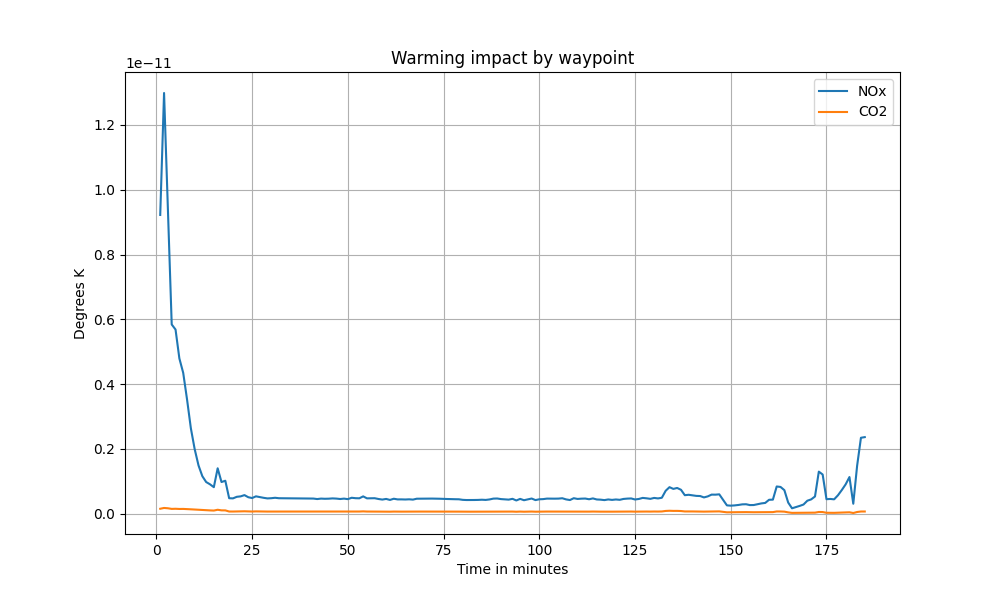 Warming impact by waypoint
1e−11
NOx
CO2
1.2
1.0
0.8
0.6
0.4
0.2
0.0
Degrees K
0 25 50 75 100 125 150 175
Time in minutes